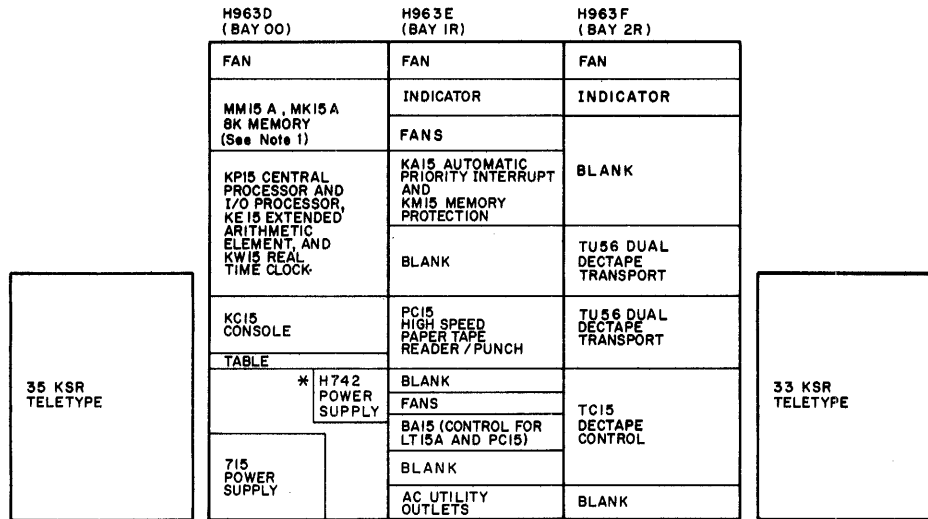 H963D
(BAY 00)
FAN
MM15 A , MK15 A
8K MEMORY
(See Note 1)
KP15 CENTRAL
PROCESSOR AND
I/O PROCESSOR,
KE15 EXTENDED
ARITHMETIC
ELEMENT, AND
KW15 REAL
TIME CLOCK.
KC15
CONSOLE
TABLE
* H742
POWER
SUPPLY
715
POWER
SUPPLY
H963E
(BAY 1R)
FAN
INDICATOR
FANS
KA15 AUTOMATIC
PRIORITY INTERRUPT
AND
KM15 MEMORY
PROTECTION
BLANK
PC15
HIGH SPEED
PAPER TAPE
READER / PUNCH
BLANK
FANS
BA15 (CONTROL FOR
LT15A AND PC15)
BLANK
AC UTILITY
OUTLETS
H963F
(BAY 2R)
FAN
INDICATOR
BLANK
TU56 DUAL
DECTAPE
TRANSPORT
TU56 DUAL
DECTAPE
TRANSPORT
TC15
DECTAPE
CONTROL
BLANK
35 KSR
TELETYPE
33 KSR
TELETYPE